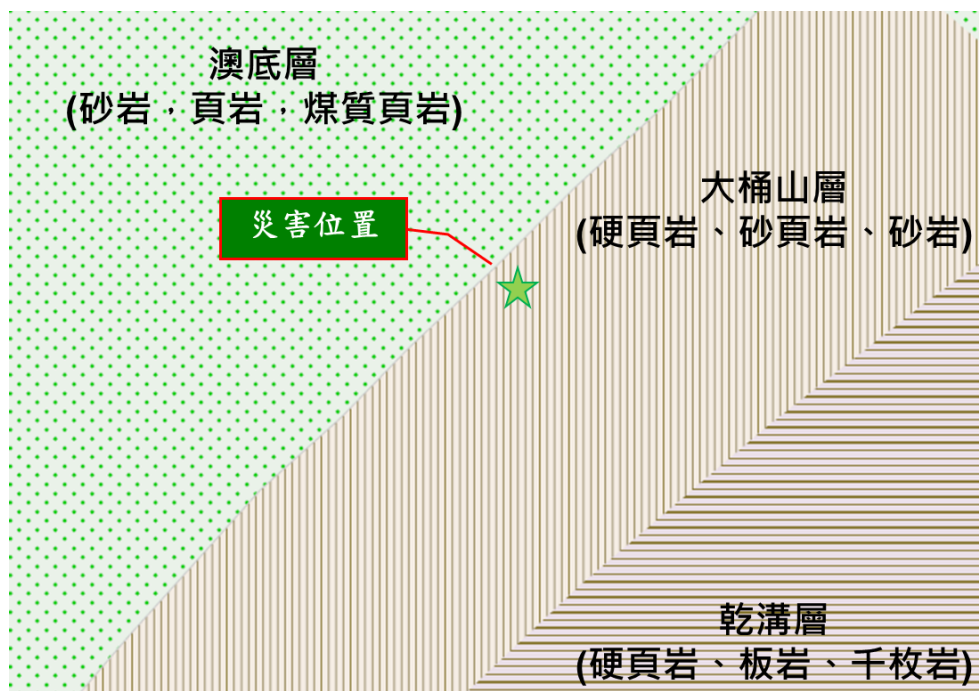 澳底層
(砂岩，頁岩，煤質頁岩)
大桶山層
(硬頁岩、砂頁岩、砂岩)
災害位置
乾溝層
(硬頁岩、板岩、千枚岩)